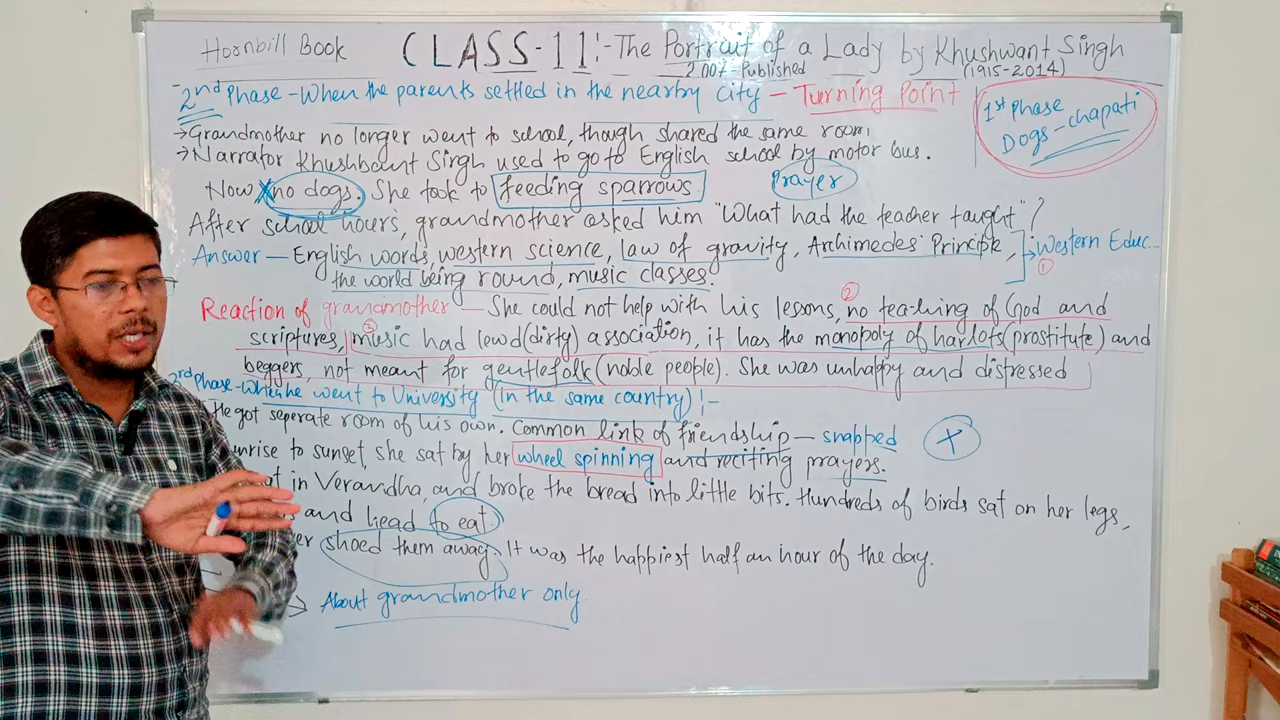 Hornbill Book CLASS-11:- The Portrait of a Lady by Khushwant Singh
2007-Published (1915-2014)
2nd Phase - When the parents settled in the nearby city - Turning Point
1st phase
Dogs - chapati
→ Grandmother no longer went to school, though shared the same room.
→ Narrator Khushbant Singh used to go to English school by motor bus.
Now no dogs. She took to feeding sparrows. Prayer
After school hours, grandmother asked him "What had the teacher taught"?
Answer - English words, western science, law of gravity, Archimedes' Principle, → Western Educ...
the world being round, music classes. ①
Reaction of grandmother - She could not help with his lessons, ② no teaching of God and
scriptures, ③ music had lewd (dirty) association, it has the monopoly of harlots (prostitute) and
beggers, not meant for gentlefolk (noble people). She was unhappy and distressed
3rd phase - When he went to University (in the same country) :-
He got seperate room of his own. Common link of friendship - snapped X
sunrise to sunset, she sat by her wheel spinning and reciting prayers.
in Verandha, and broke the bread into little bits. Hundreds of birds sat on her legs,
and head to eat.
shoed them away. It was the happiest half an hour of the day.
→ About grandmother only